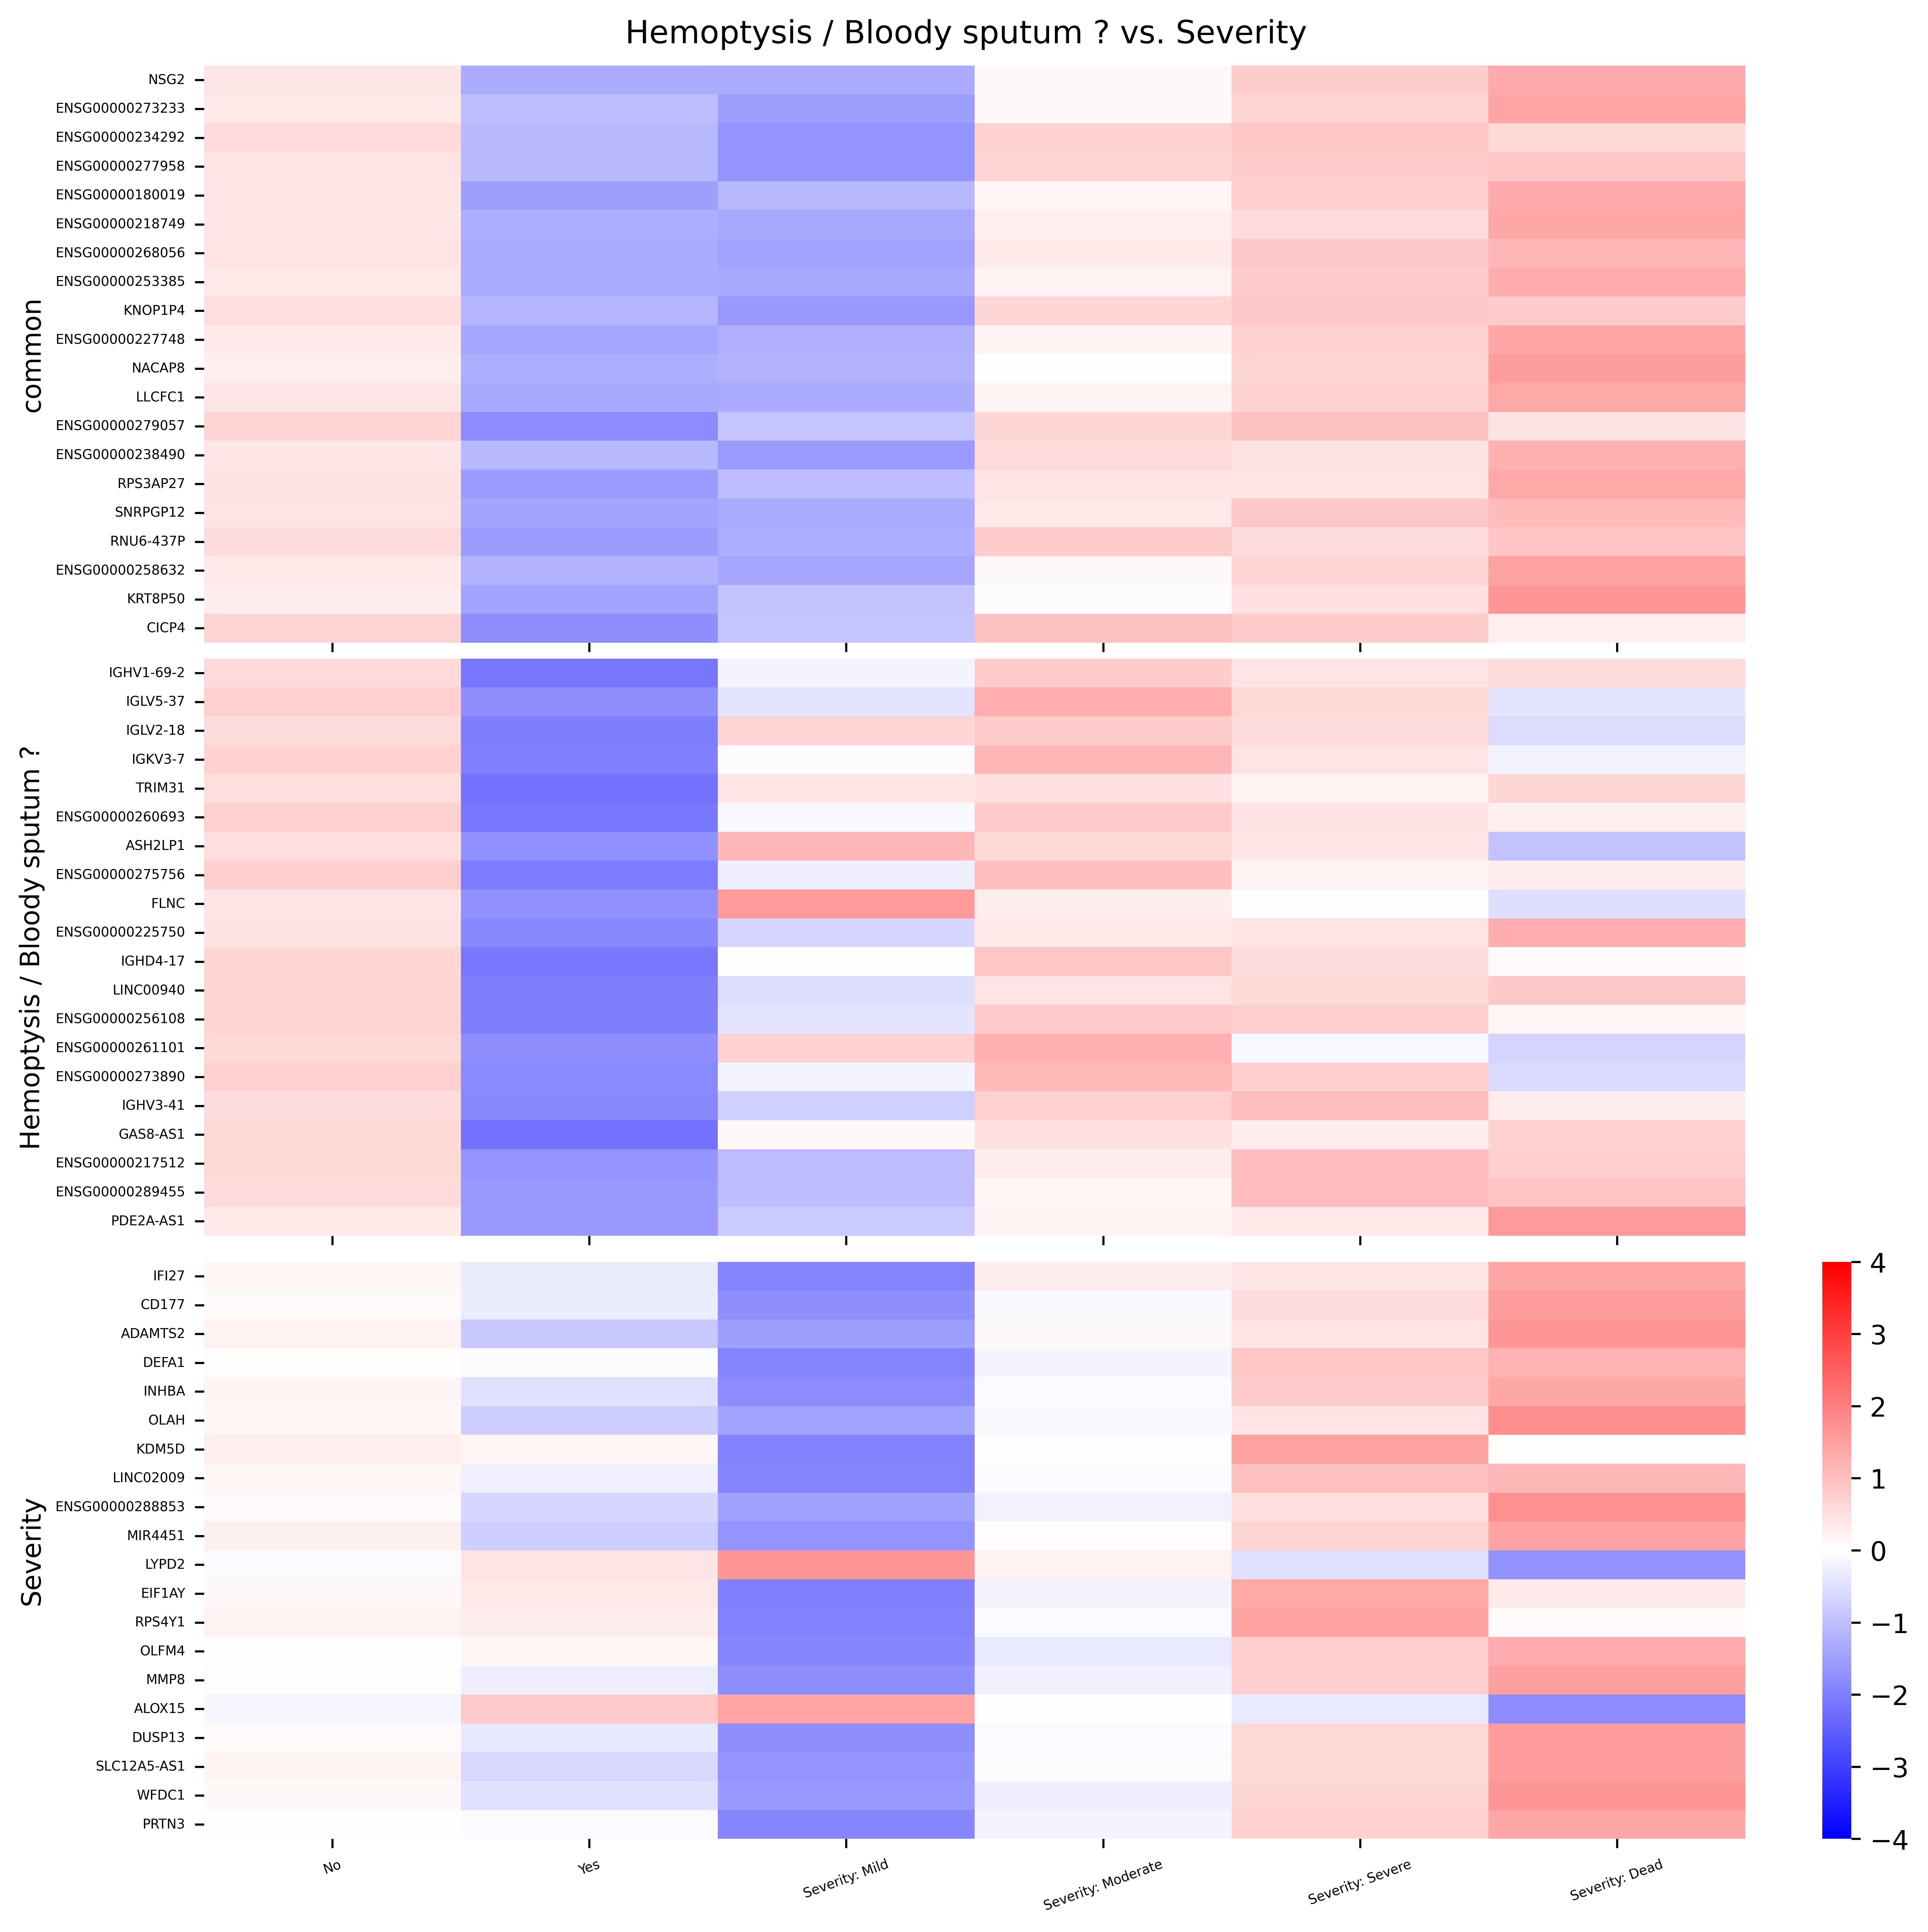 Hemoptysis / Bloody sputum ? vs. Severity
common
NSG2
ENSG00000273233
ENSG00000234292
ENSG00000277958
ENSG00000180019
ENSG00000218749
ENSG00000268056
ENSG00000253385
KNOP1P4
ENSG00000227748
NACAP8
LLCFC1
ENSG00000279057
ENSG00000238490
RPS3AP27
SNRPGP12
RNU6-437P
ENSG00000258632
KRT8P50
CICP4
Hemoptysis / Bloody sputum ?
IGHV1-69-2
IGLV5-37
IGLV2-18
IGKV3-7
TRIM31
ENSG00000260693
ASH2LP1
ENSG00000275756
FLNC
ENSG00000225750
IGHD4-17
LINC00940
ENSG00000256108
ENSG00000261101
ENSG00000273890
IGHV3-41
GAS8-AS1
ENSG00000217512
ENSG00000289455
PDE2A-AS1
Severity
IFI27
CD177
ADAMTS2
DEFA1
INHBA
OLAH
KDM5D
LINC02009
ENSG00000288853
MIR4451
LYPD2
EIF1AY
RPS4Y1
OLFM4
MMP8
ALOX15
DUSP13
SLC12A5-AS1
WFDC1
PRTN3
No
Yes
Severity: Mild
Severity: Moderate
Severity: Severe
Severity: Dead
4
3
2
1
0
−1
−2
−3
−4